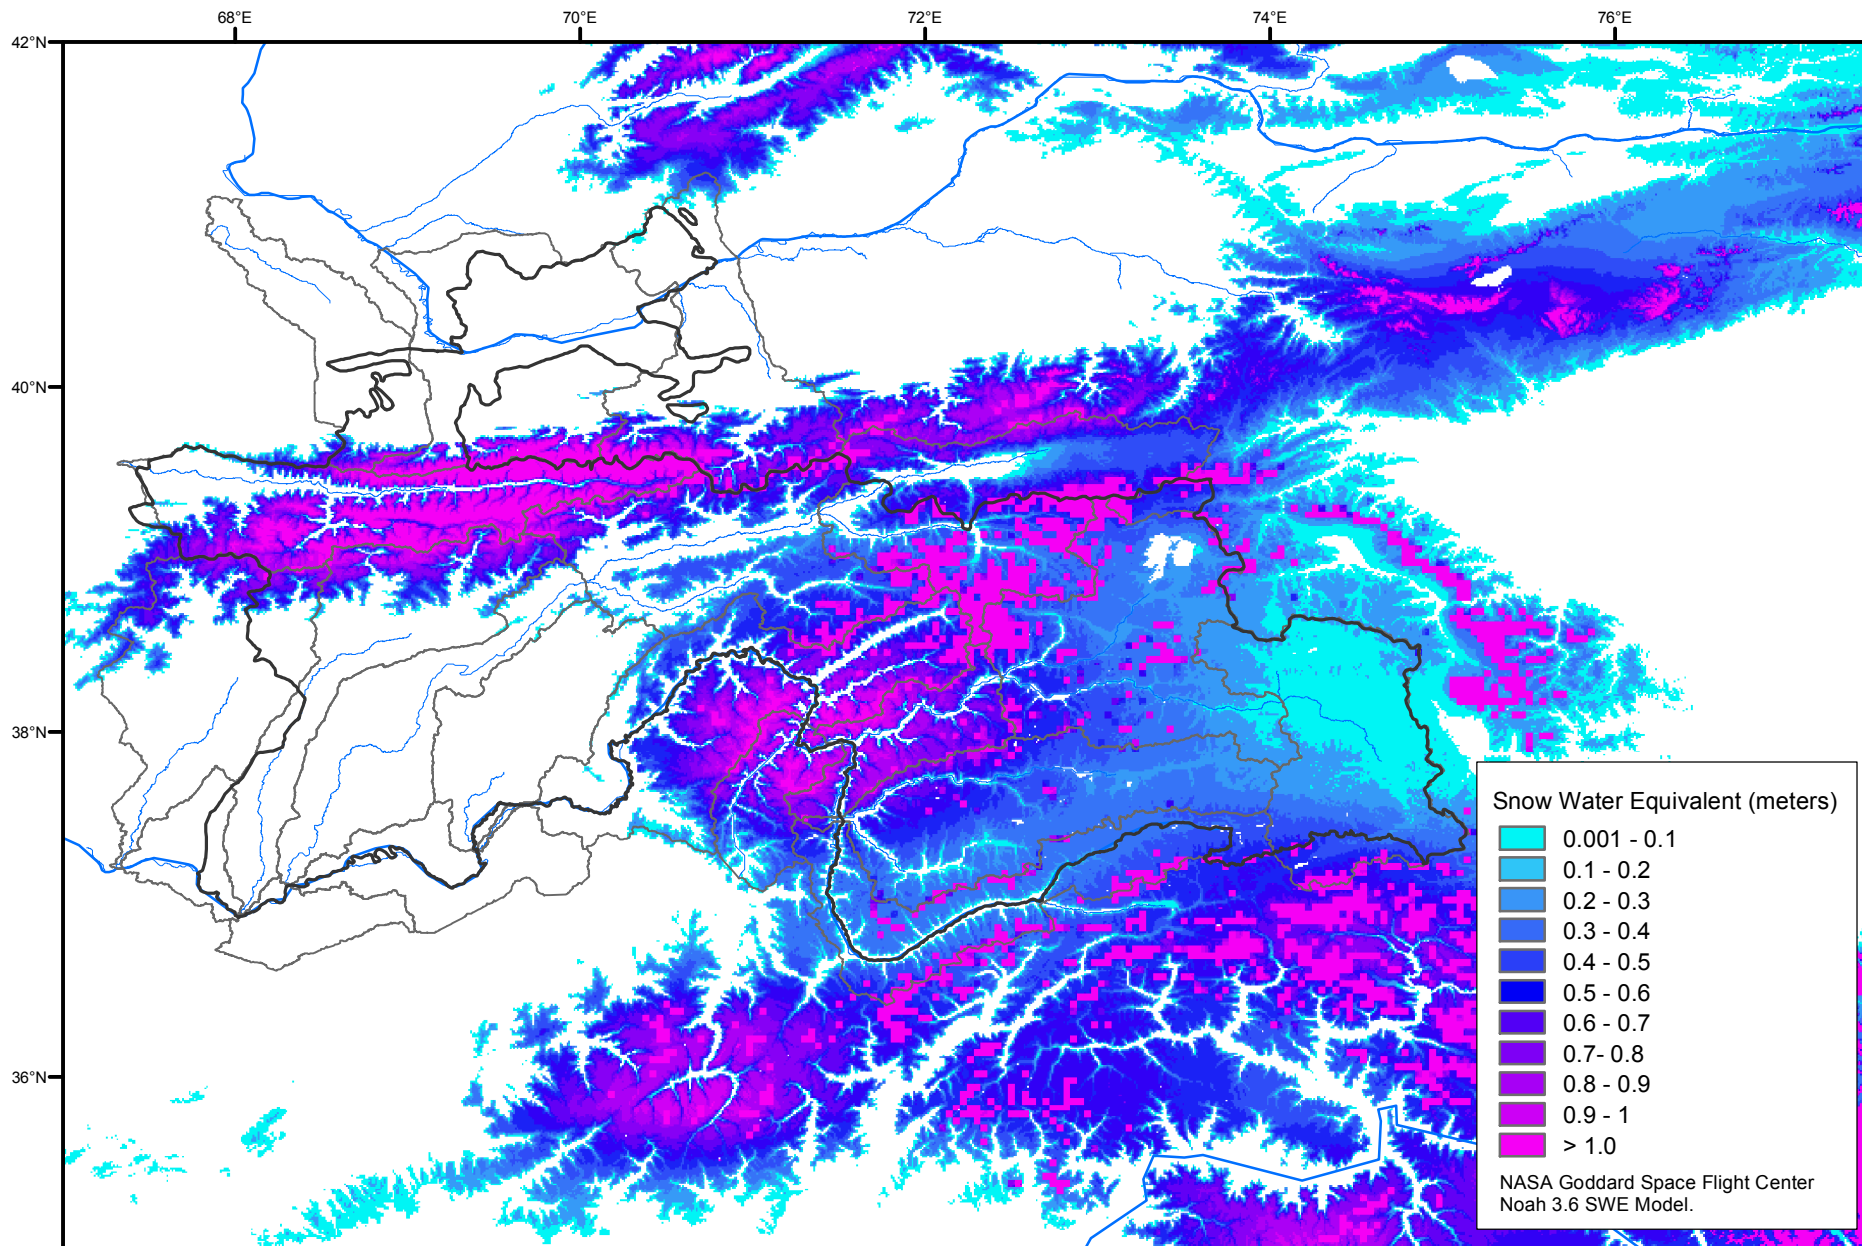 68°E 70°E 72°E 74°E 76°E
42°N
40°N
38°N
36°N
Snow Water Equivalent (meters)
0.001 - 0.1
0.1 - 0.2
0.2 - 0.3
0.3 - 0.4
0.4 - 0.5
0.5 - 0.6
0.6 - 0.7
0.7- 0.8
0.8 - 0.9
0.9 - 1
> 1.0
NASA Goddard Space Flight Center
Noah 3.6 SWE Model.